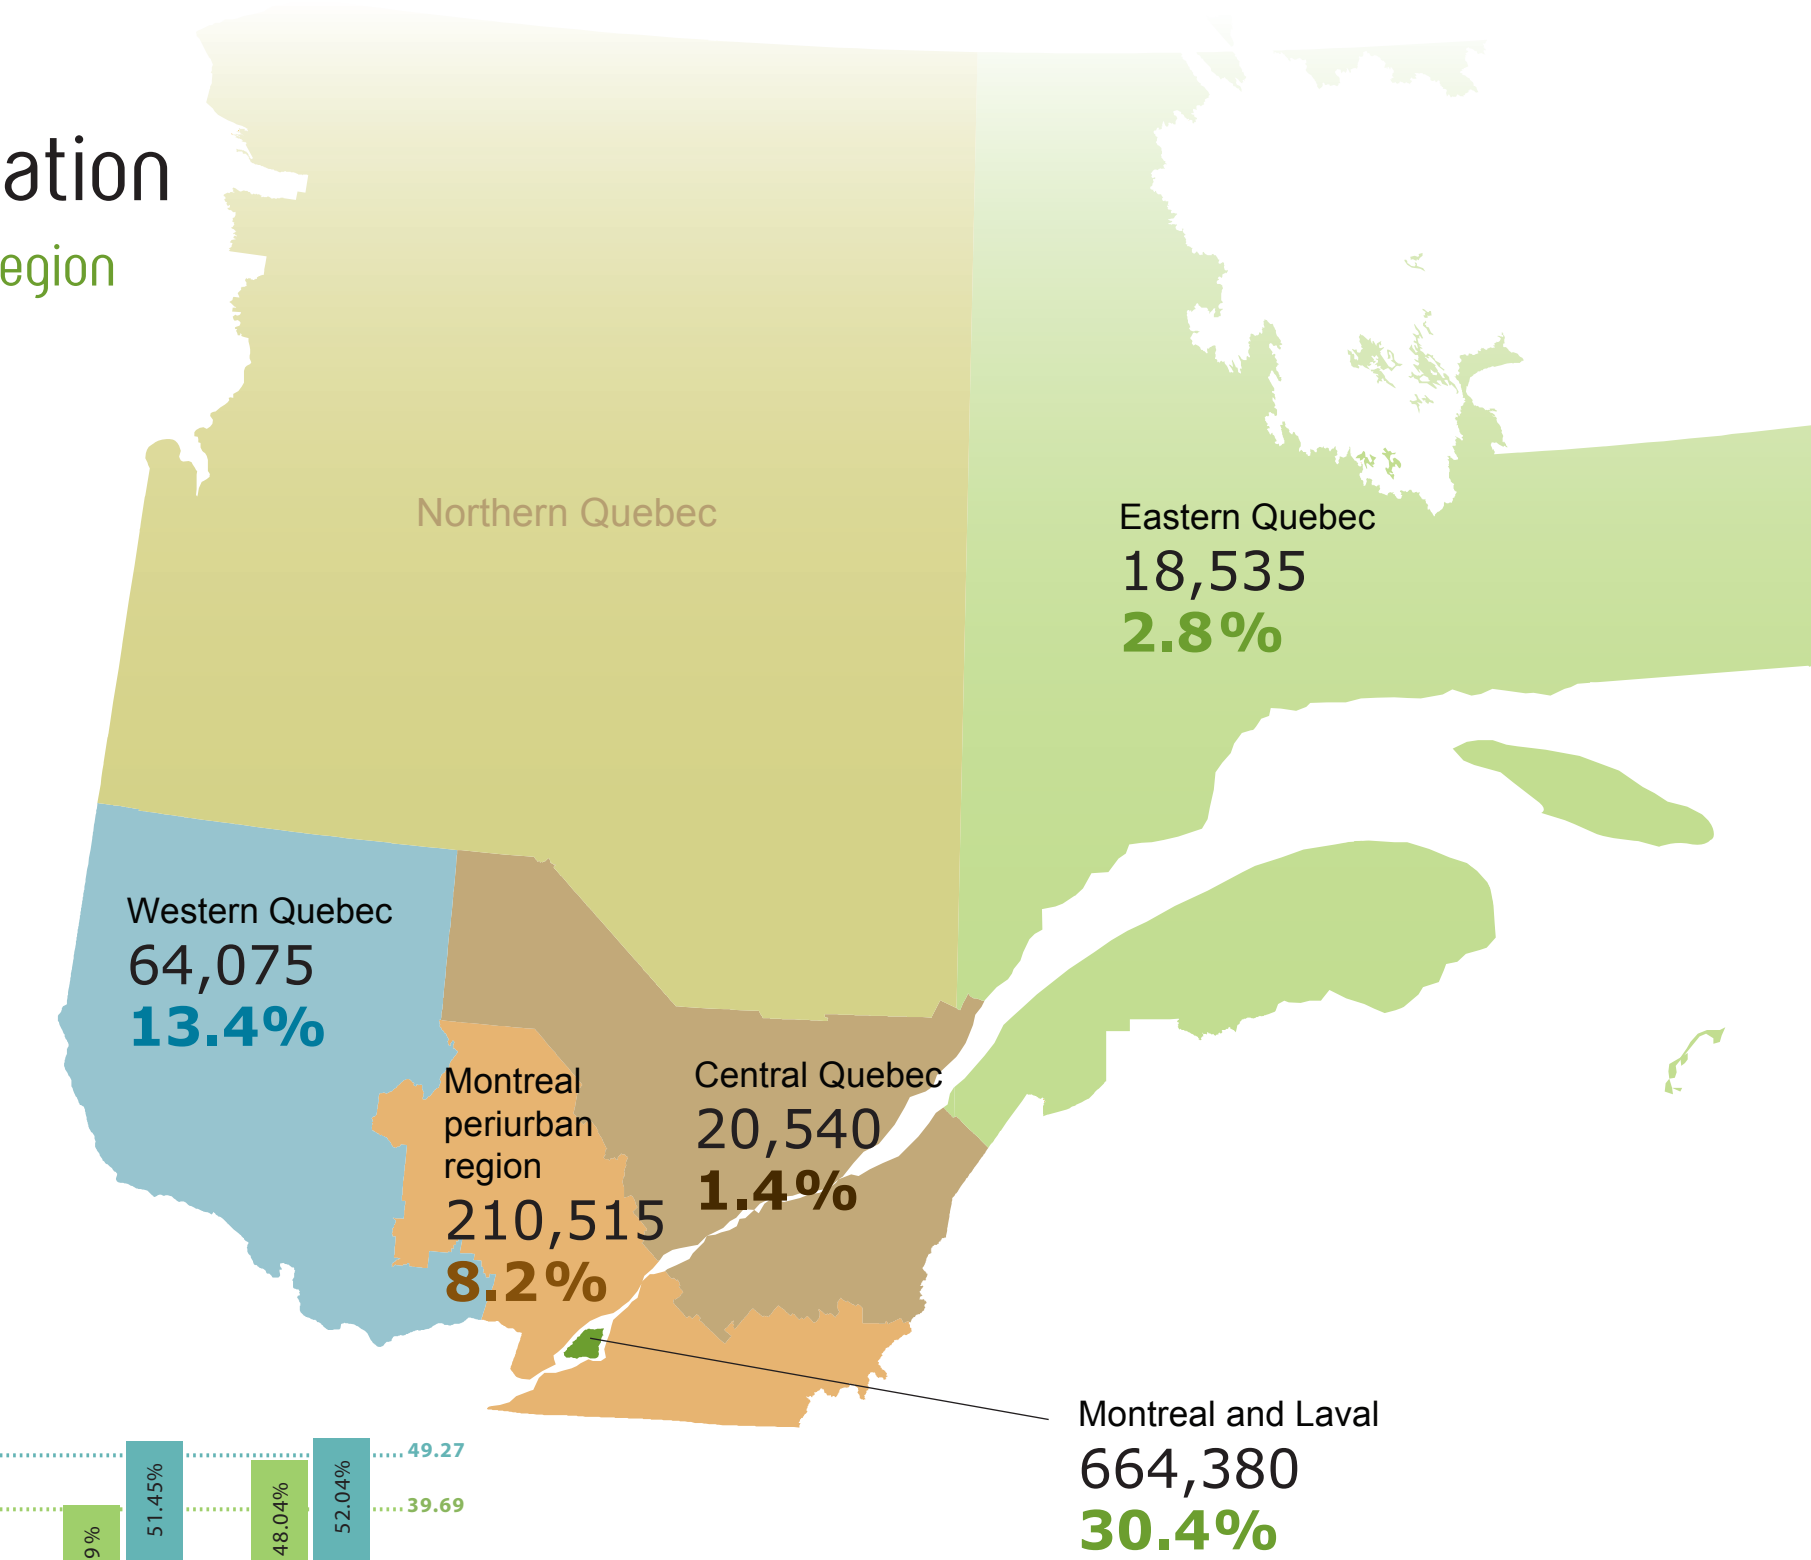 ation
egion
Northern Quebec
Eastern Quebec
18,535
2.8%
Western Quebec
64,075
13.4%
Montreal
periurban
region
210,515
8.2%
Central Quebec
20,540
1.4%
Montreal and Laval
664,380
30.4%
49.27
39.69
9%
51.45%
48.04%
52.04%